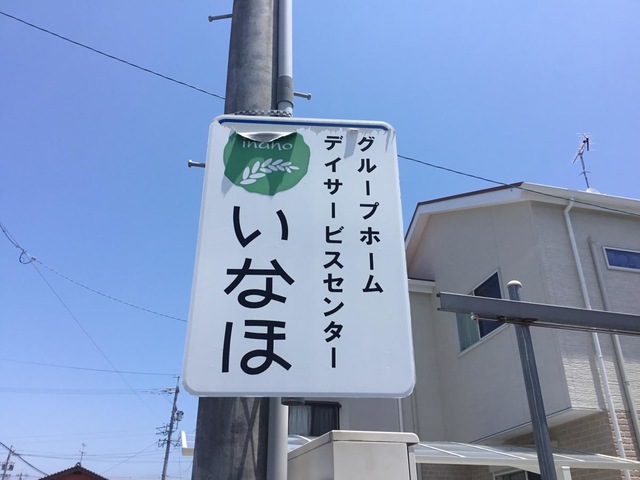 グループホーム
デイサービスセンター
inaho
いなほ